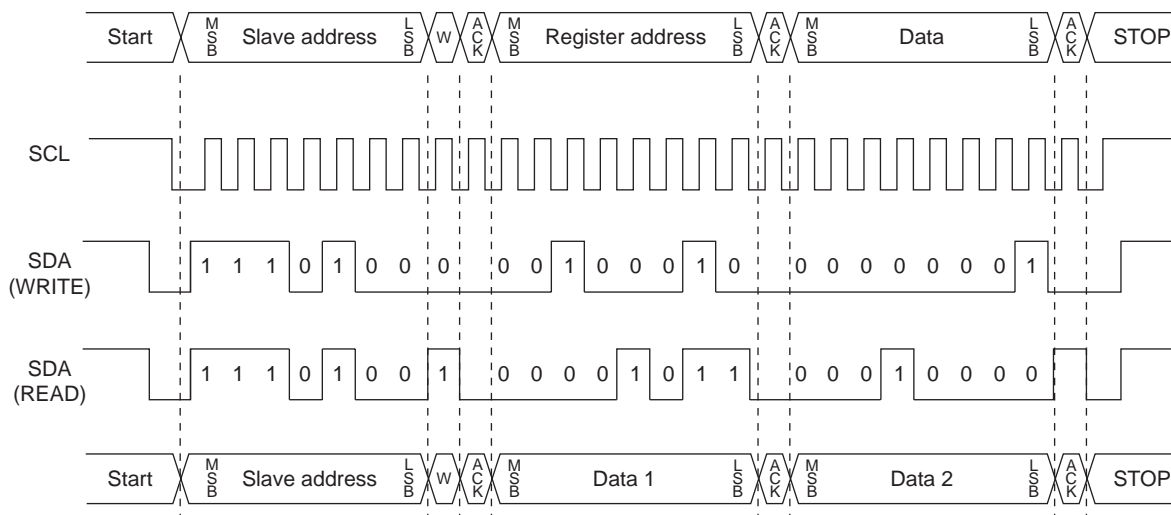 Start MSB Slave address LSB W ACK MSB Register address LSB ACK MSB Data LSB ACK STOP
SCL
SDA (WRITE) 1 1 1 0 1 0 0 0 0 0 1 0 0 0 1 0 0 0 0 0 0 0 0 1
SDA (READ) 1 1 1 0 1 0 0 1 0 0 0 0 1 0 1 1 0 0 0 1 0 0 0 0
Start MSB Slave address LSB W ACK MSB Data 1 LSB ACK MSB Data 2 LSB ACK STOP